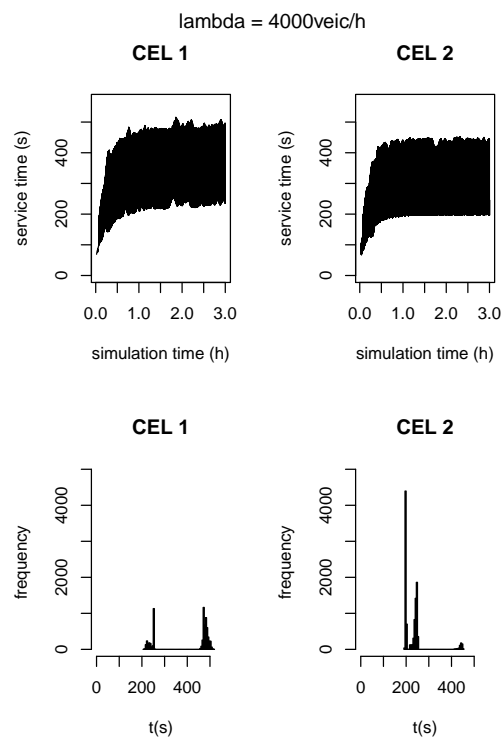 lambda = 4000veic/h
CEL 1
CEL 2
service time (s)
0 200 400
0.0 1.0 2.0 3.0
simulation time (h)
service time (s)
0 200 400
0.0 1.0 2.0 3.0
simulation time (h)
CEL 1
CEL 2
frequency
0 2000 4000
0 200 400
t(s)
frequency
0 2000 4000
0 200 400
t(s)